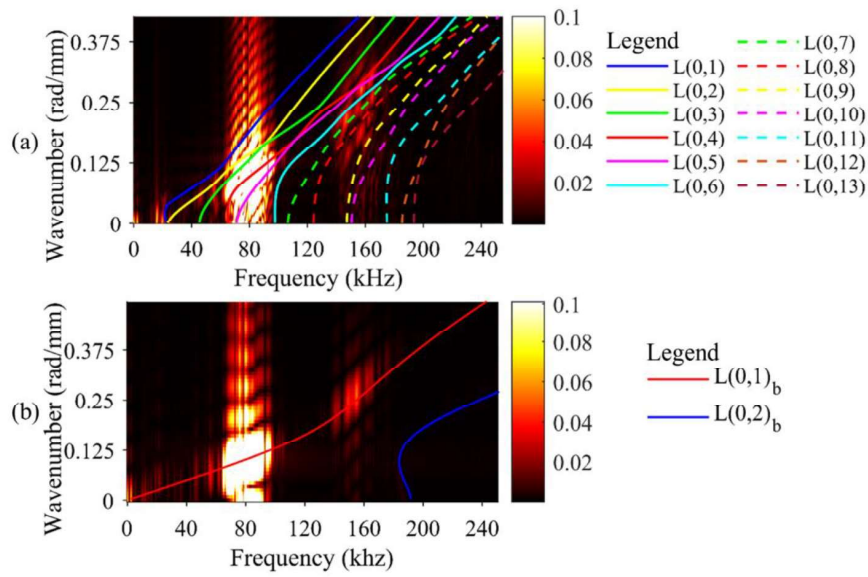 (a)
Wavenumber (rad/mm)
0.375
0.25
0.125
0
0 40 80 120 160 200 240
Frequency (kHz)
0.1
0.08
0.06
0.04
0.02
Legend
L(0,1)
L(0,2)
L(0,3)
L(0,4)
L(0,5)
L(0,6)
L(0,7)
L(0,8)
L(0,9)
L(0,10)
L(0,11)
L(0,12)
L(0,13)
(b)
Wavenumber (rad/mm)
0.375
0.25
0.125
0
0 40 80 120 160 200 240
Frequency (khz)
0.1
0.08
0.06
0.04
0.02
Legend
L(0,1)b
L(0,2)b